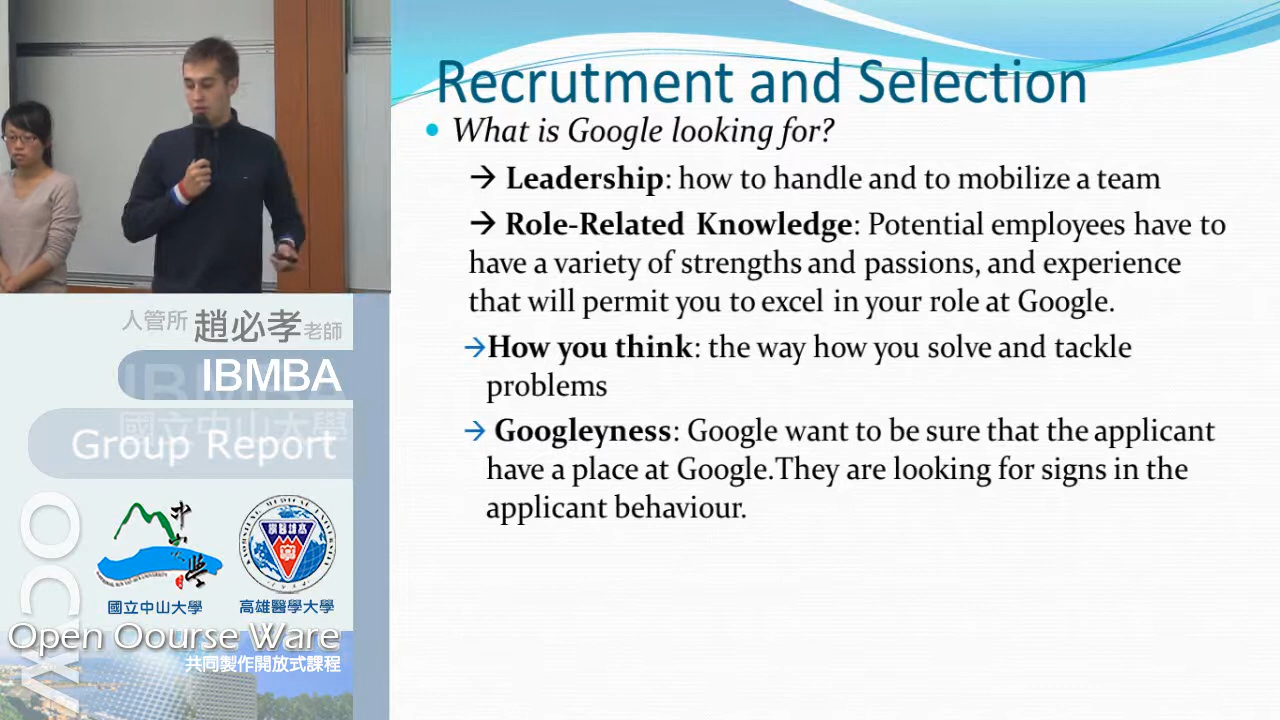 Recrutment and Selection
What is Google looking for?
→ Leadership: how to handle and to mobilize a team
→ Role-Related Knowledge: Potential employees have to
have a variety of strengths and passions, and experience
that will permit you to excel in your role at Google.
→How you think: the way how you solve and tackle
problems
→ Googleyness: Google want to be sure that the applicant
have a place at Google.They are looking for signs in the
applicant behaviour.
人管所 趙必孝老師
IBMBA
國立中山大學
Group Report
OCW
國立中山大學
高雄醫學大學
Open Oourse Ware
共同製作開放式課程